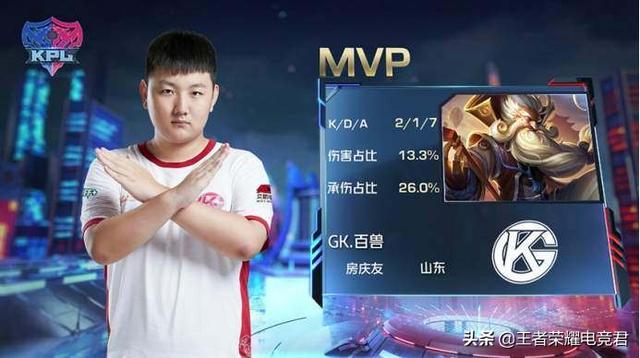 KPL
MVP
K/D/A 2/1/7
伤害占比 13.3%
承伤占比 26.0%
GK.百兽
房庆友 山东
KG
头条 @王者荣耀电竞君